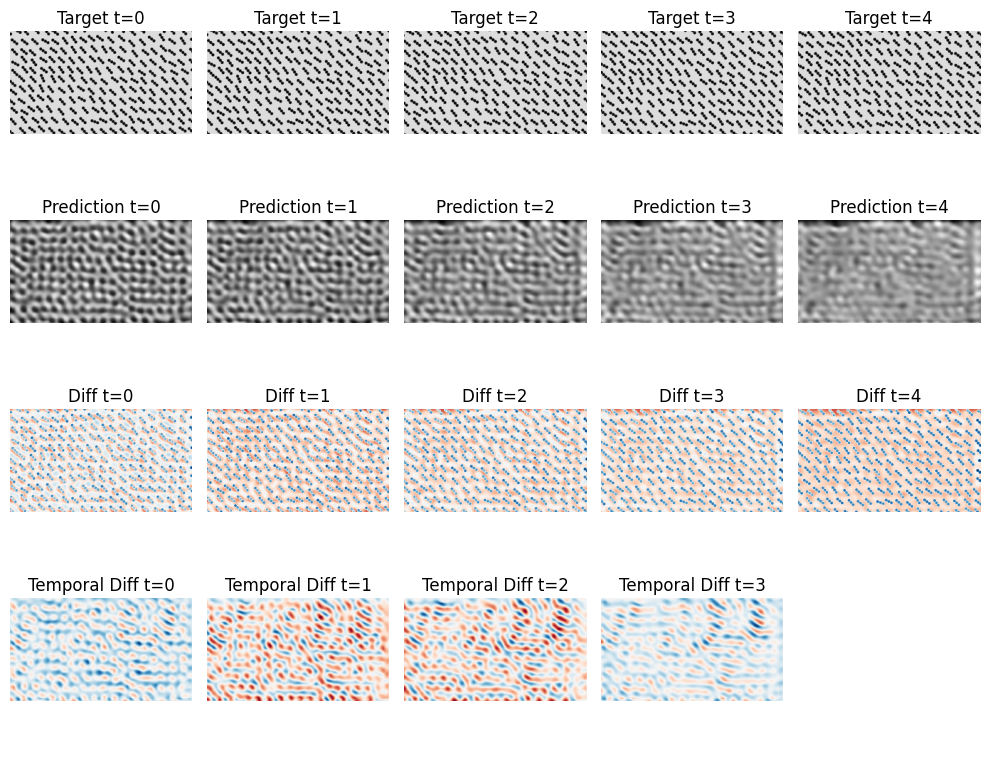 Target t=0 Target t=1 Target t=2 Target t=3 Target t=4
Prediction t=0 Prediction t=1 Prediction t=2 Prediction t=3 Prediction t=4
Diff t=0 Diff t=1 Diff t=2 Diff t=3 Diff t=4
Temporal Diff t=0 Temporal Diff t=1 Temporal Diff t=2 Temporal Diff t=3